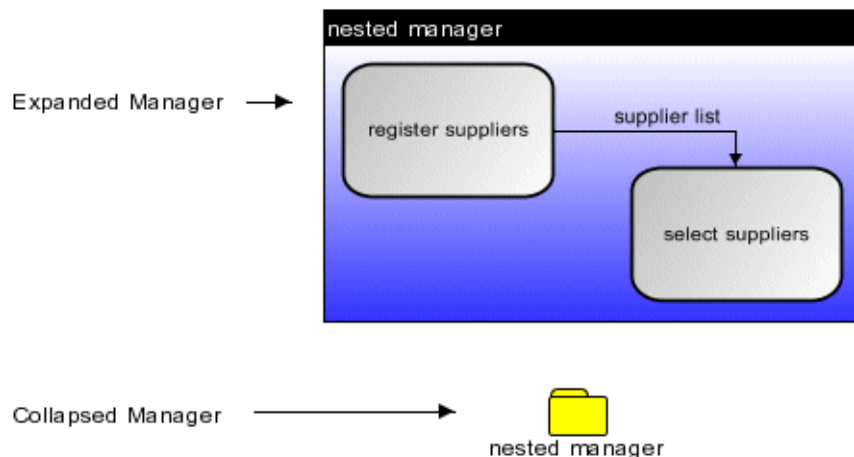 nested manager
Expanded Manager
register suppliers
supplier list
select suppliers
Collapsed Manager
nested manager